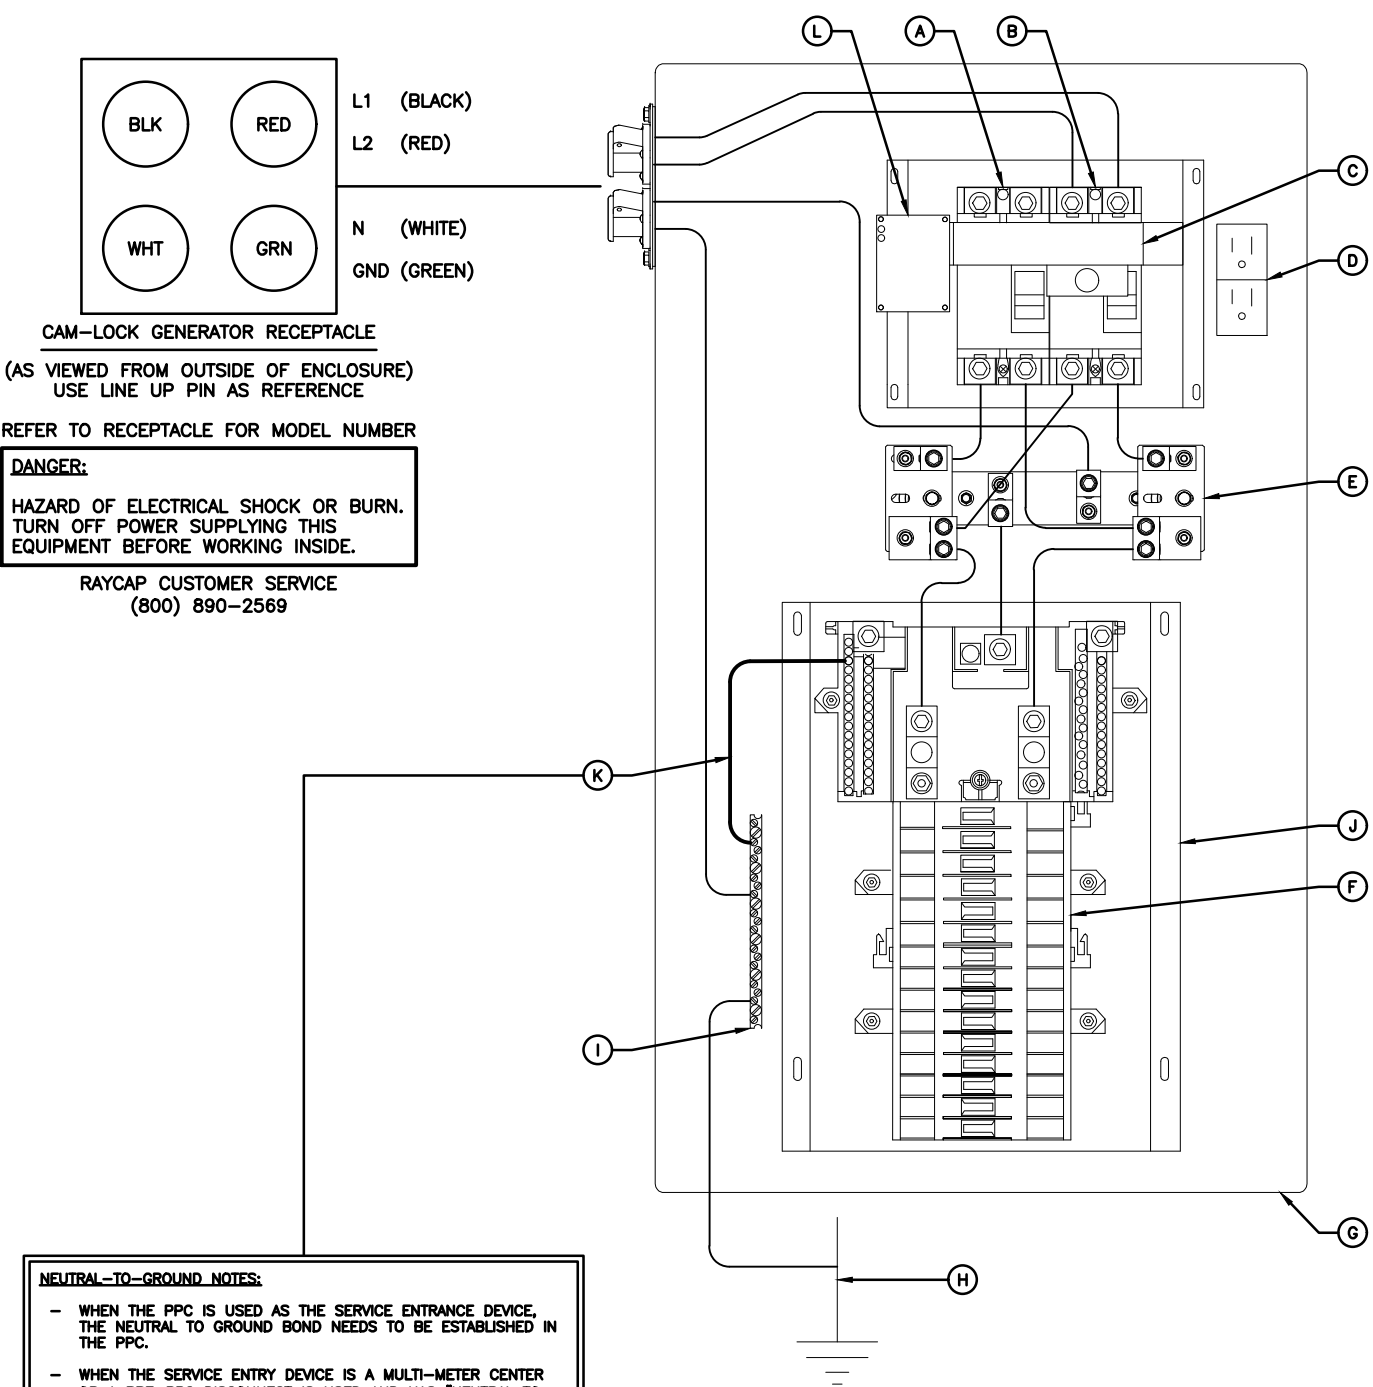 L
A
B
BLK
RED
WHT
GRN
L1 (BLACK)
L2 (RED)
N (WHITE)
GND (GREEN)
CAM-LOCK GENERATOR RECEPTACLE
(AS VIEWED FROM OUTSIDE OF ENCLOSURE)
USE LINE UP PIN AS REFERENCE
REFER TO RECEPTACLE FOR MODEL NUMBER
DANGER:
HAZARD OF ELECTRICAL SHOCK OR BURN.
TURN OFF POWER SUPPLYING THIS
EQUIPMENT BEFORE WORKING INSIDE.
RAYCAP CUSTOMER SERVICE
(800) 890-2569
C
D
E
K
J
F
I
G
H
NEUTRAL-TO-GROUND NOTES:
- WHEN THE PPC IS USED AS THE SERVICE ENTRANCE DEVICE,
THE NEUTRAL TO GROUND BOND NEEDS TO BE ESTABLISHED IN
THE PPC.
- WHEN THE SERVICE ENTRY DEVICE IS A MULTI-METER CENTER